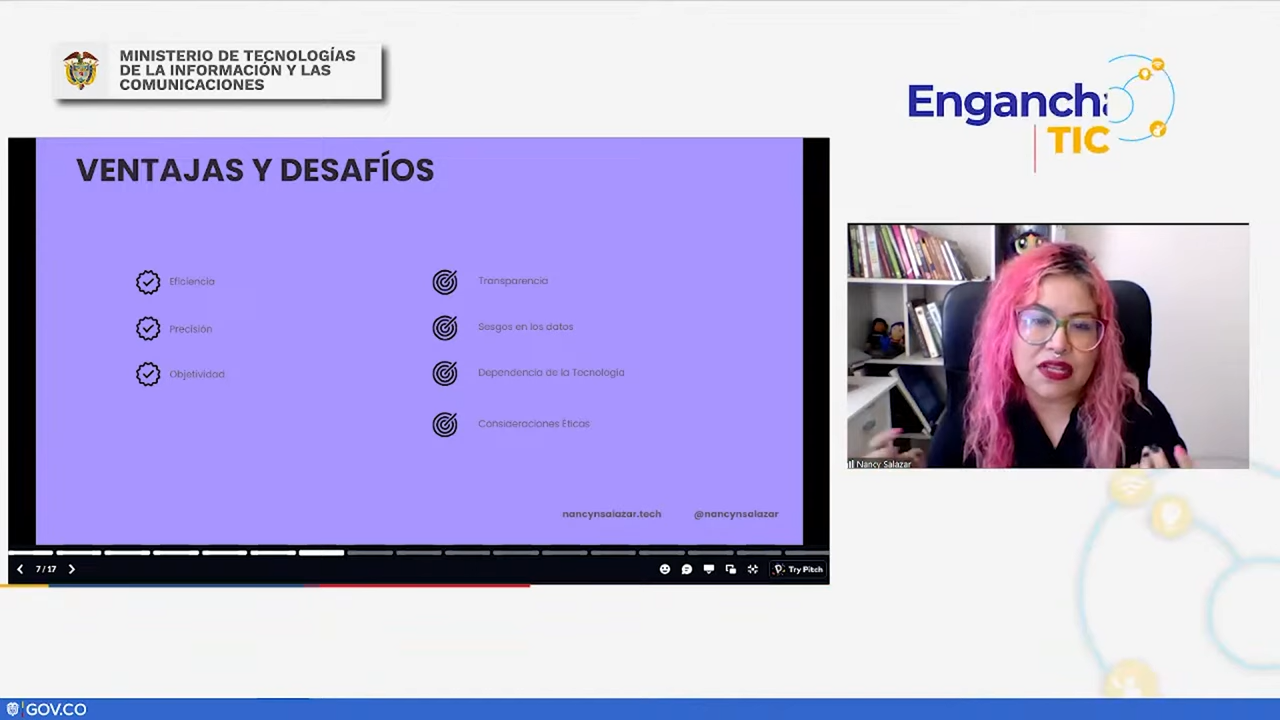 MINISTERIO DE TECNOLOGÍAS
DE LA INFORMACIÓN Y LAS
COMUNICACIONES
Engancha
TIC
VENTAJAS Y DESAFÍOS
Eficiencia
Precisión
Objetividad
Transparencia
Sesgos en los datos
Dependencia de la Tecnología
Consideraciones Éticas
nancynsalazar.tech
@nancynsalazar
7 / 17
Try Pitch
Nancy Salazar
GOV.CO